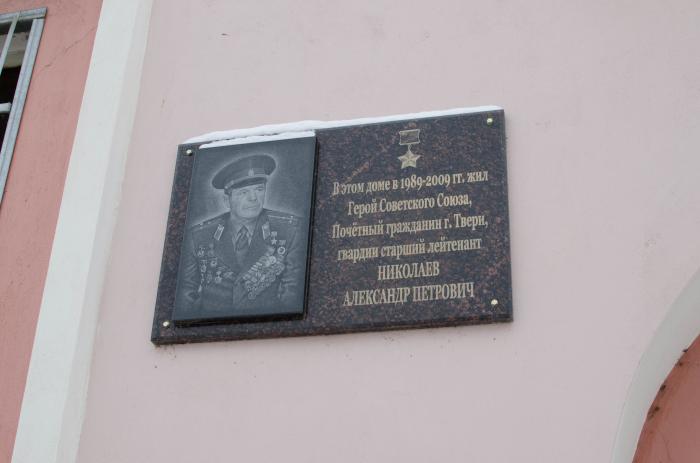 В этом доме в 1989-2009 гг. жил
Герой Советского Союза,
Почётный гражданин г. Твери,
гвардии старший лейтенант
НИКОЛАЕВ
АЛЕКСАНДР ПЕТРОВИЧ